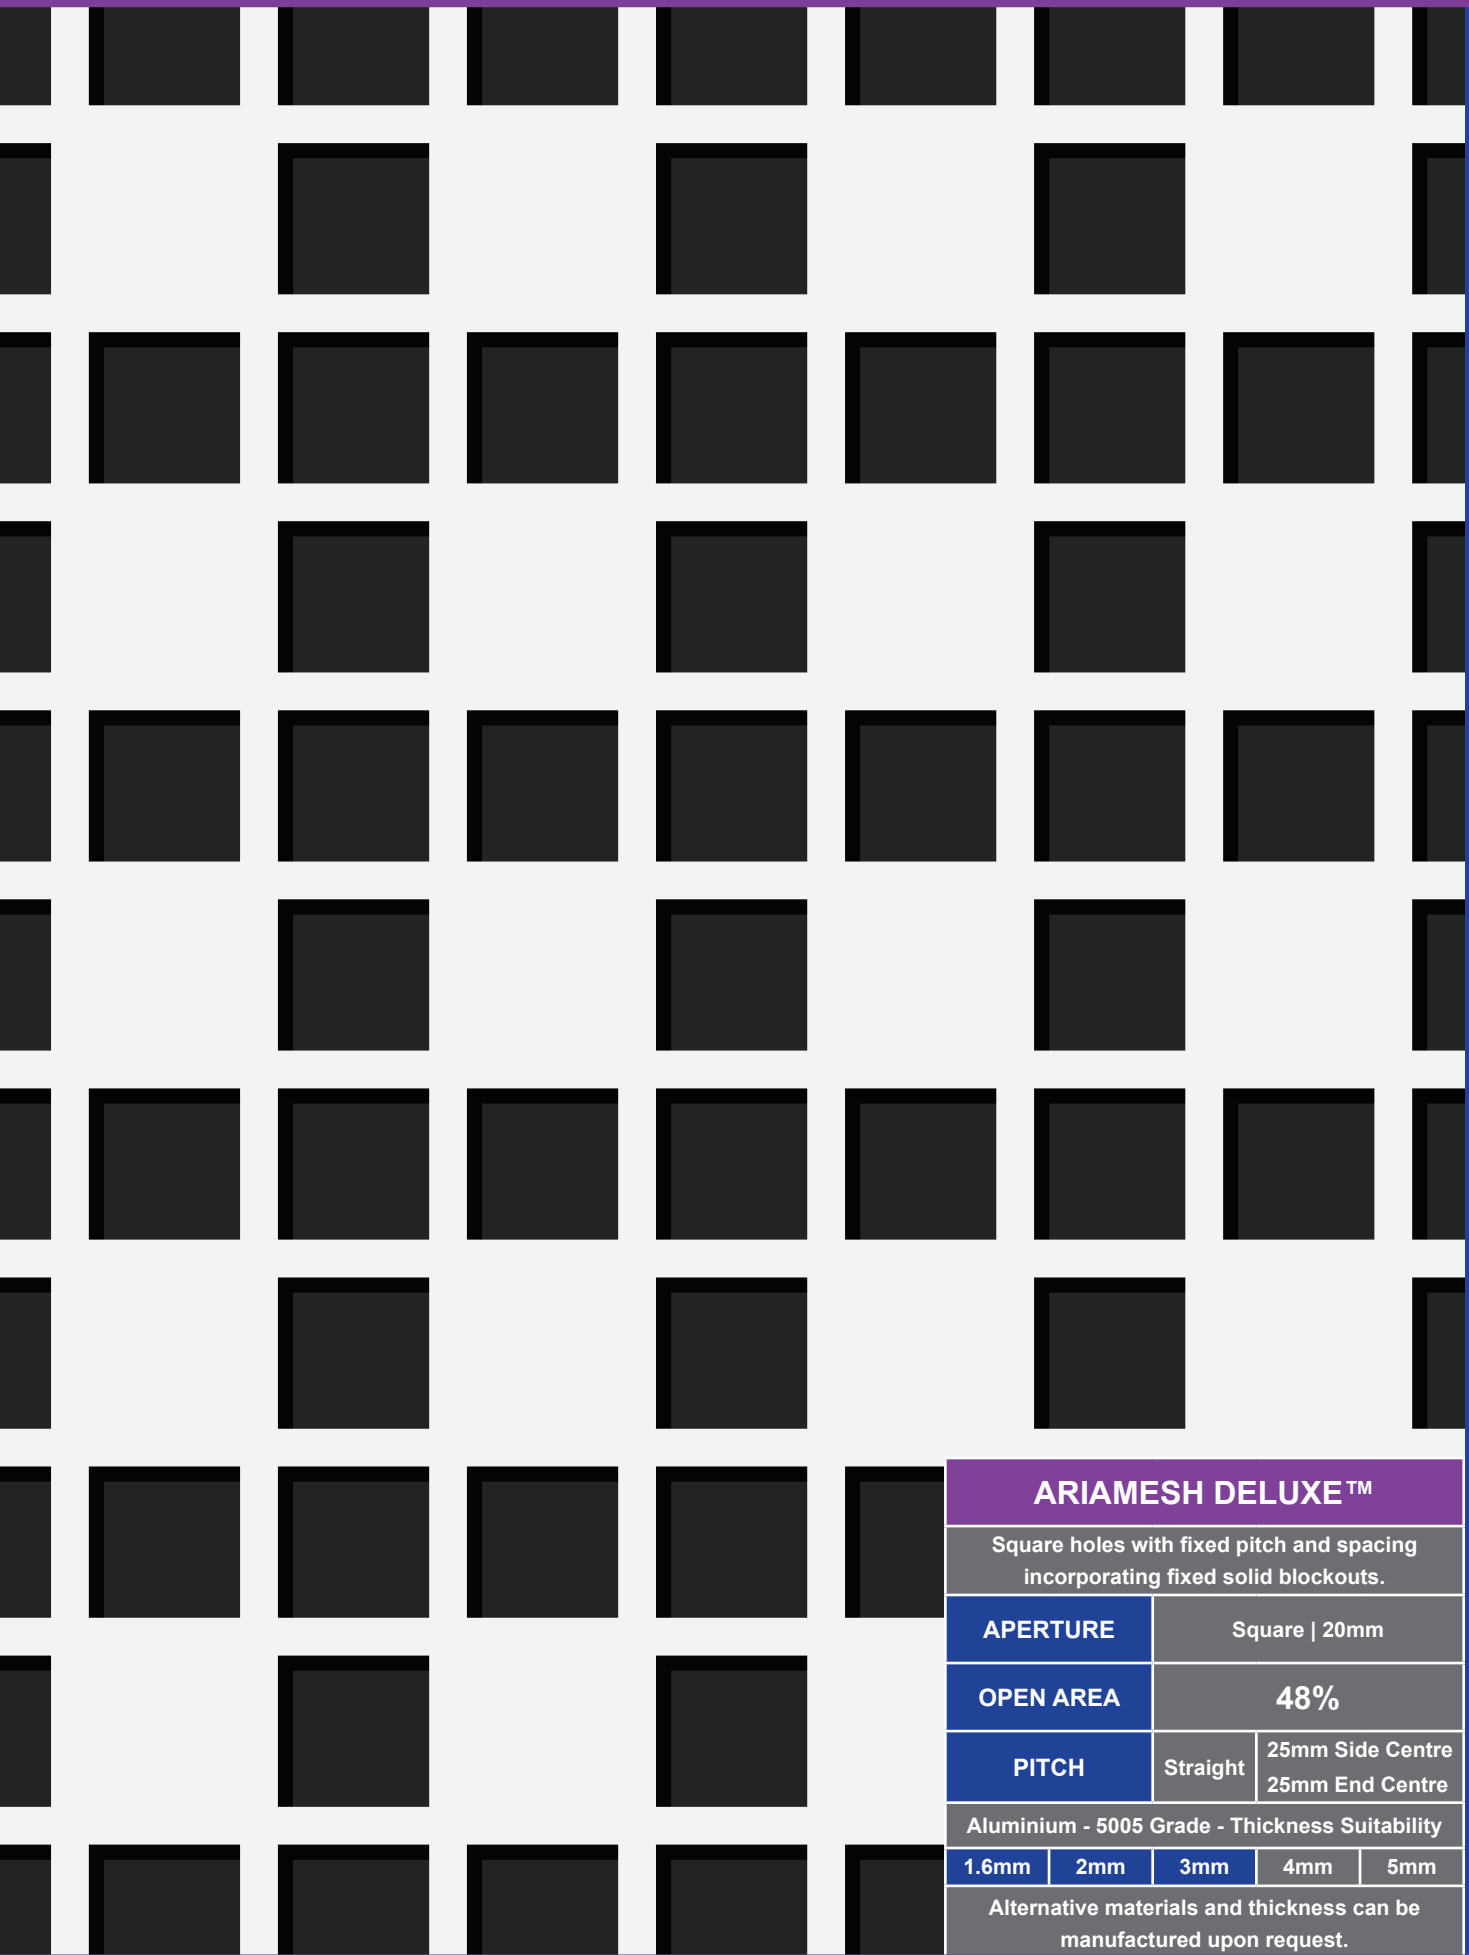 ARIAMESH DELUXE™
Square holes with fixed pitch and spacing
incorporating fixed solid blockouts.
APERTURE
Square | 20mm
OPEN AREA
48%
PITCH
Straight
25mm Side Centre
25mm End Centre
Aluminium - 5005 Grade - Thickness Suitability
1.6mm 2mm 3mm 4mm 5mm
Alternative materials and thickness can be
manufactured upon request.